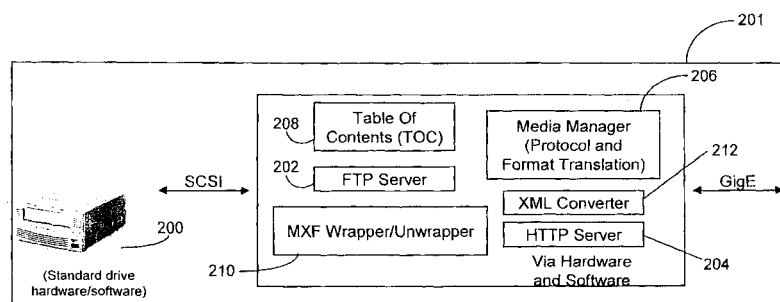 201
206
208
Table Of
Contents (TOC)
Media Manager
(Protocol and
Format Translation)
212
202
FTP Server
SCSI
GigE
XML Converter
MXF Wrapper/Unwrapper
HTTP Server
200
(Standard drive
hardware/software)
210
Via Hardware
and Software
204